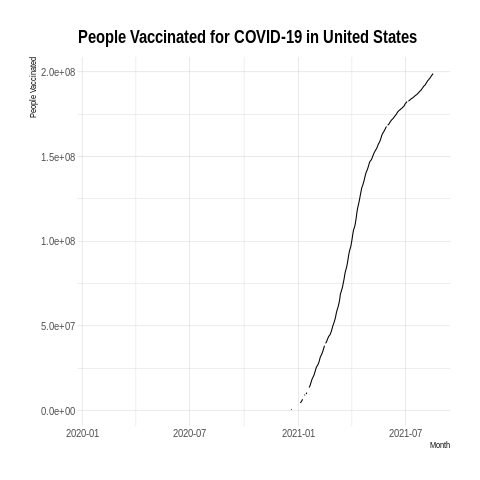 People Vaccinated for COVID-19 in United States
People Vaccinated
2.0e+08
1.5e+08
1.0e+08
5.0e+07
0.0e+00
2020-01 2020-07 2021-01 2021-07
Month